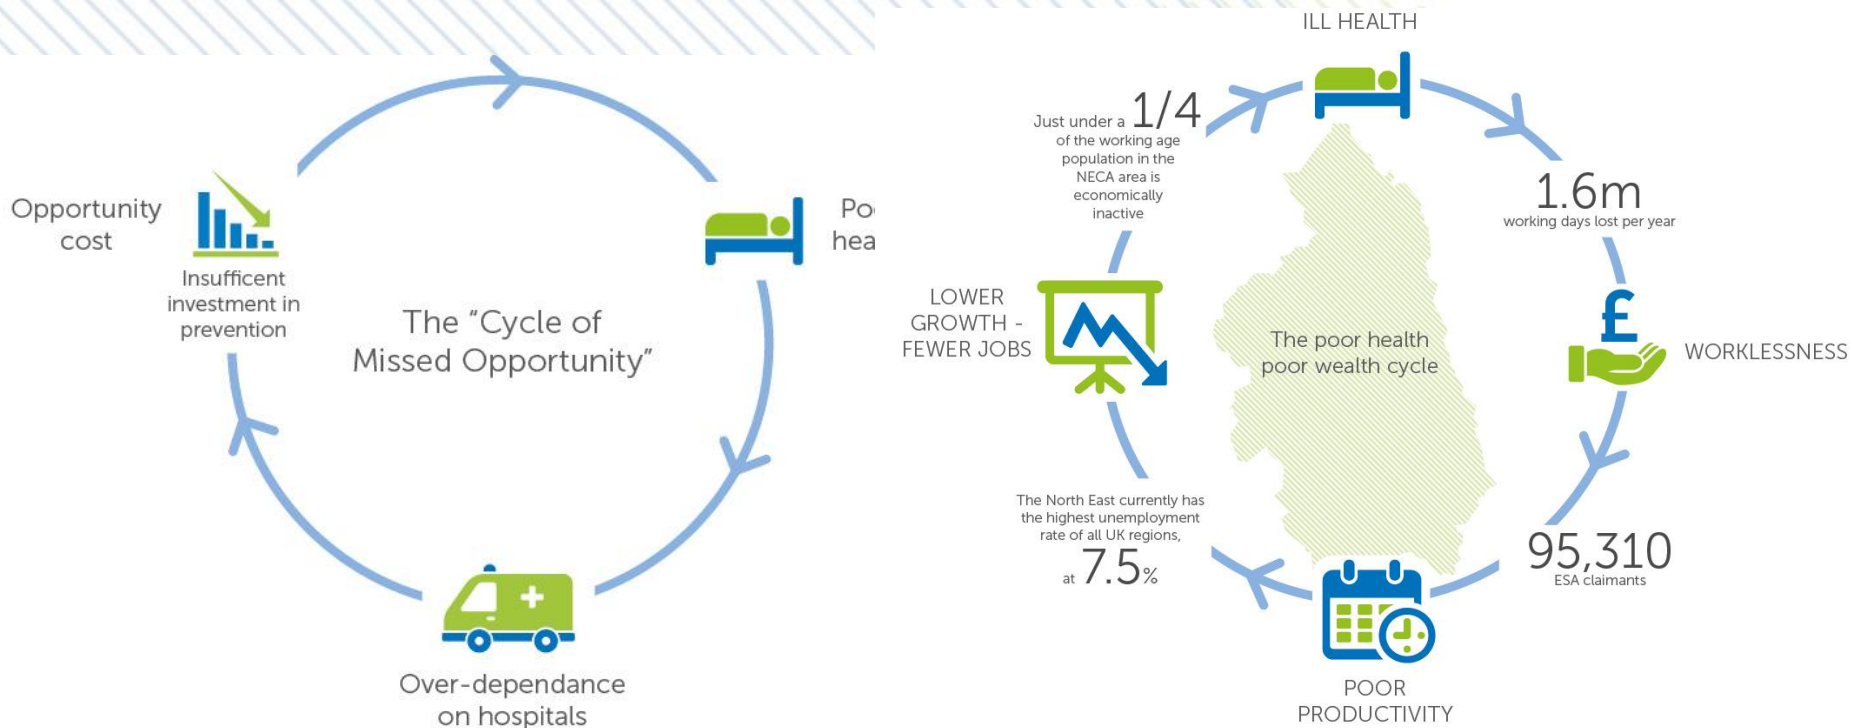 Opportunity
cost
Insufficent
investment in
prevention
The “Cycle of
Missed Opportunity”
Over-dependance
on hospitals
ILL HEALTH
Just under a 1/4
of the working age
population in the
NECA area is
economically
inactive
1.6m
working days lost per year
LOWER
GROWTH -
FEWER JOBS
The poor health
poor wealth cycle
£
WORKLESSNESS
The North East currently has
the highest unemployment
rate of all UK regions,
at 7.5%
95,310
ESA claimants
POOR
PRODUCTIVITY